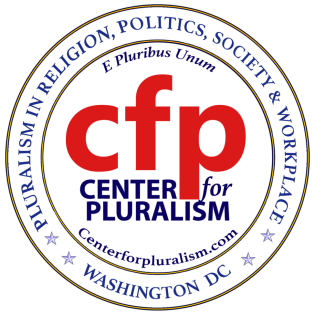 PLURALISM IN RELIGION, POLITICS, SOCIETY & WORKPLACE
E Pluribus Unum
cfp
CENTER for
PLURALISM
Centerforpluralism.com
WASHINGTON DC